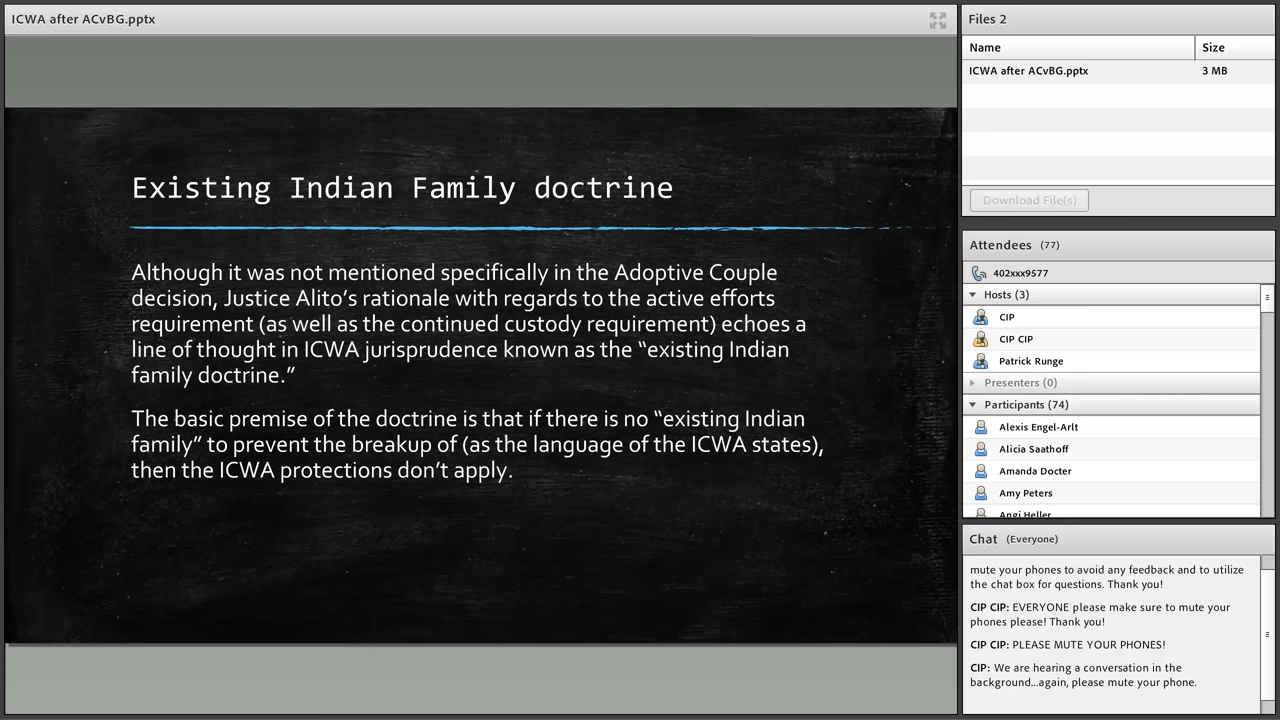 ICWA after ACvBG.pptx
Existing Indian Family doctrine
Although it was not mentioned specifically in the Adoptive Couple
decision, Justice Alito’s rationale with regards to the active efforts
requirement (as well as the continued custody requirement) echoes a
line of thought in ICWA jurisprudence known as the “existing Indian
family doctrine.”
The basic premise of the doctrine is that if there is no “existing Indian
family” to prevent the breakup of (as the language of the ICWA states),
then the ICWA protections don’t apply.
Files 2
Name Size
ICWA after ACvBG.pptx 3 MB
Download File(s)
Attendees (77)
402xxx9577
Hosts (3)
CIP
CIP CIP
Patrick Runge
Presenters (0)
Participants (74)
Alexis Engel-Arlt
Alicia Saathoff
Amanda Docter
Amy Peters
Angi Heller
Chat (Everyone)
mute your phones to avoid any feedback and to utilize
the chat box for questions. Thank you!
CIP CIP: EVERYONE please make sure to mute your
phones please! Thank you!
CIP CIP: PLEASE MUTE YOUR PHONES!
CIP: We are hearing a conversation in the
background...again, please mute your phone.